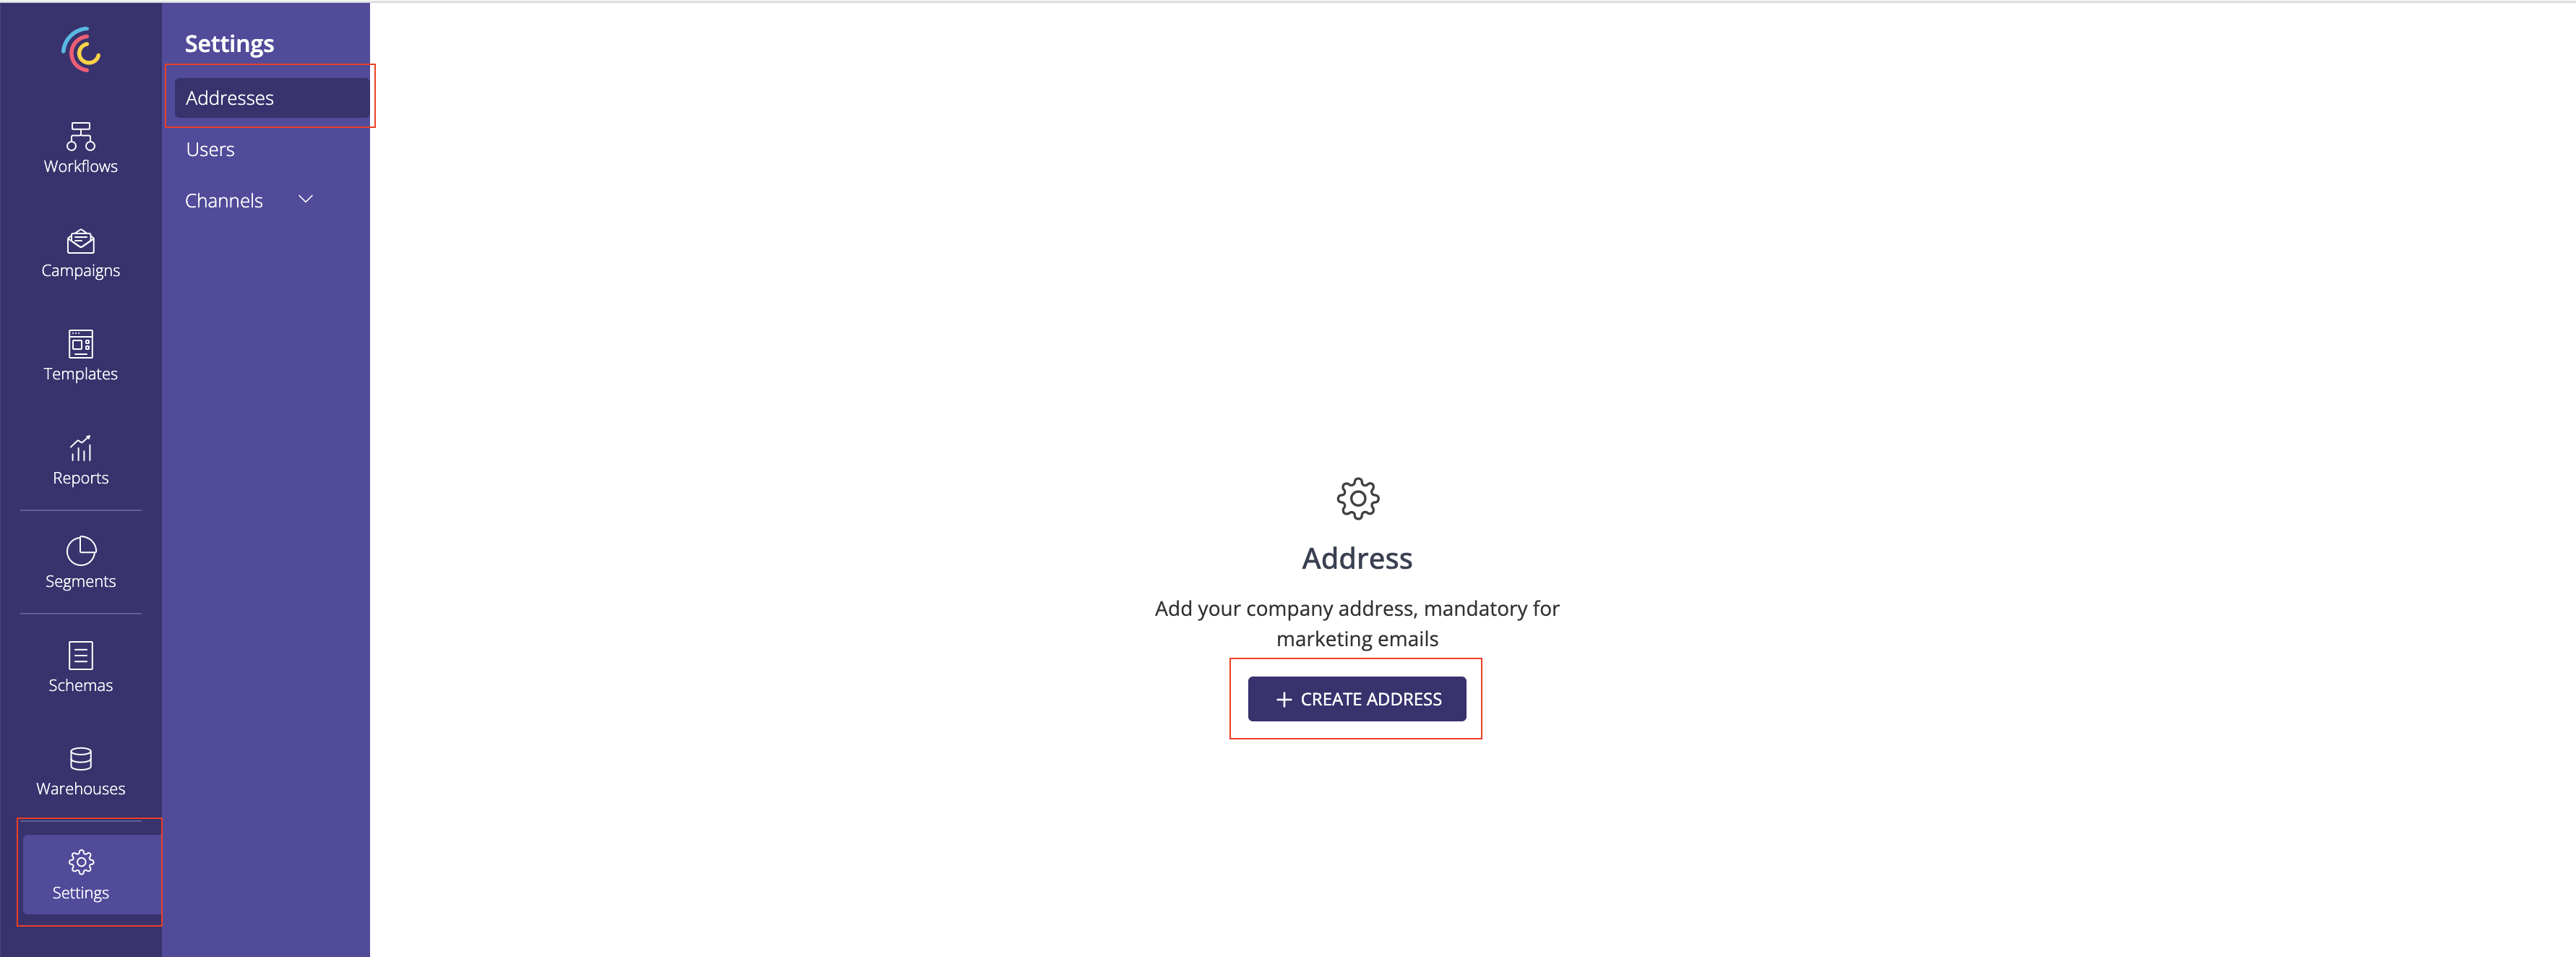 Workflows
Campaigns
Templates
Reports
Segments
Schemas
Warehouses
Settings
Settings
Addresses
Users
Channels
Address
Add your company address, mandatory for
marketing emails
+ CREATE ADDRESS